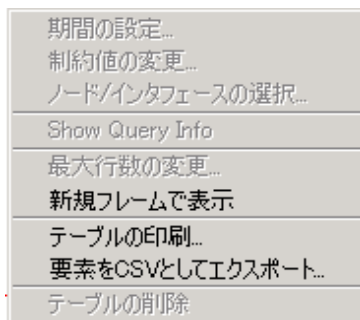 期間の設定...
制約値の変更...
ノード/インタフェースの選択...
Show Query Info
最大行数の変更...
新規フレームで表示
テーブルの印刷...
要素をCSVとしてエクスポート...
テーブルの削除